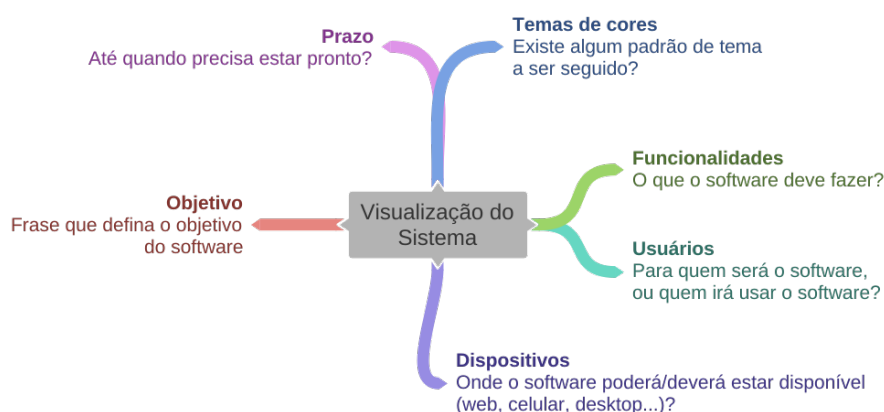 Prazo
Até quando precisa estar pronto?
Temas de cores
Existe algum padrão de tema
a ser seguido?
Funcionalidades
O que o software deve fazer?
Objetivo
Frase que defina o objetivo
do software
Visualização do
Sistema
Usuários
Para quem será o software,
ou quem irá usar o software?
Dispositivos
Onde o software poderá/deverá estar disponível
(web, celular, desktop...)?